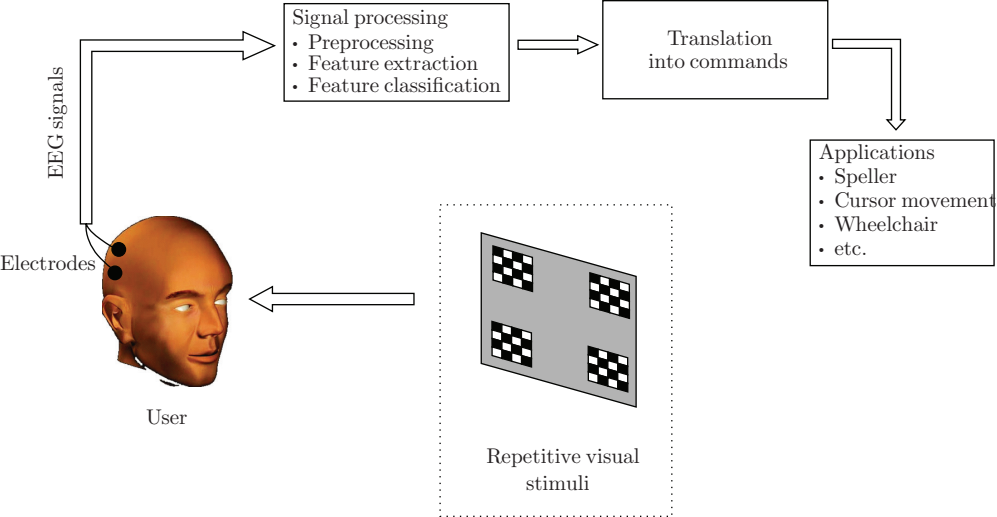 Signal processing
• Preprocessing
• Feature extraction
• Feature classification
Translation
into commands
EEG signals
Applications
• Speller
• Cursor movement
• Wheelchair
• etc.
Electrodes
User
Repetitive visual
stimuli